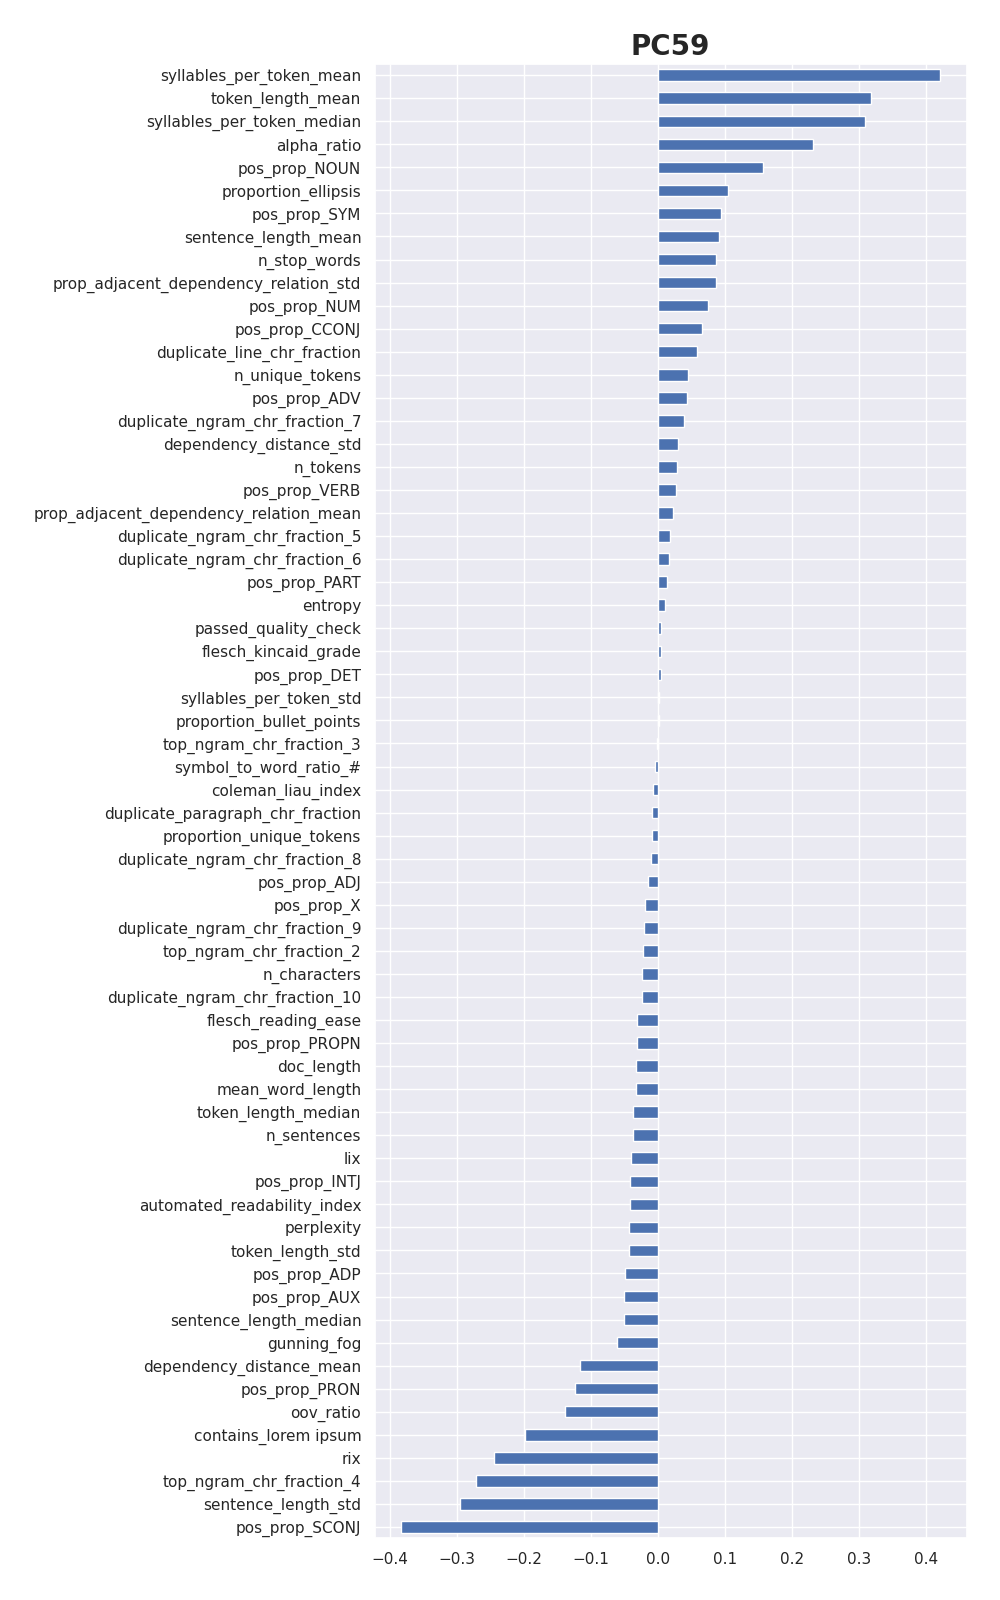 PC59
syllables_per_token_mean
token_length_mean
syllables_per_token_median
alpha_ratio
pos_prop_NOUN
proportion_ellipsis
pos_prop_SYM
sentence_length_mean
n_stop_words
prop_adjacent_dependency_relation_std
pos_prop_NUM
pos_prop_CCONJ
duplicate_line_chr_fraction
n_unique_tokens
pos_prop_ADV
duplicate_ngram_chr_fraction_7
dependency_distance_std
n_tokens
pos_prop_VERB
prop_adjacent_dependency_relation_mean
duplicate_ngram_chr_fraction_5
duplicate_ngram_chr_fraction_6
pos_prop_PART
entropy
passed_quality_check
flesch_kincaid_grade
pos_prop_DET
syllables_per_token_std
proportion_bullet_points
top_ngram_chr_fraction_3
symbol_to_word_ratio_#
coleman_liau_index
duplicate_paragraph_chr_fraction
proportion_unique_tokens
duplicate_ngram_chr_fraction_8
pos_prop_ADJ
pos_prop_X
duplicate_ngram_chr_fraction_9
top_ngram_chr_fraction_2
n_characters
duplicate_ngram_chr_fraction_10
flesch_reading_ease
pos_prop_PROPN
doc_length
mean_word_length
token_length_median
n_sentences
lix
pos_prop_INTJ
automated_readability_index
perplexity
token_length_std
pos_prop_ADP
pos_prop_AUX
sentence_length_median
gunning_fog
dependency_distance_mean
pos_prop_PRON
oov_ratio
contains_lorem ipsum
rix
top_ngram_chr_fraction_4
sentence_length_std
pos_prop_SCONJ
−0.4 −0.3 −0.2 −0.1 0.0 0.1 0.2 0.3 0.4